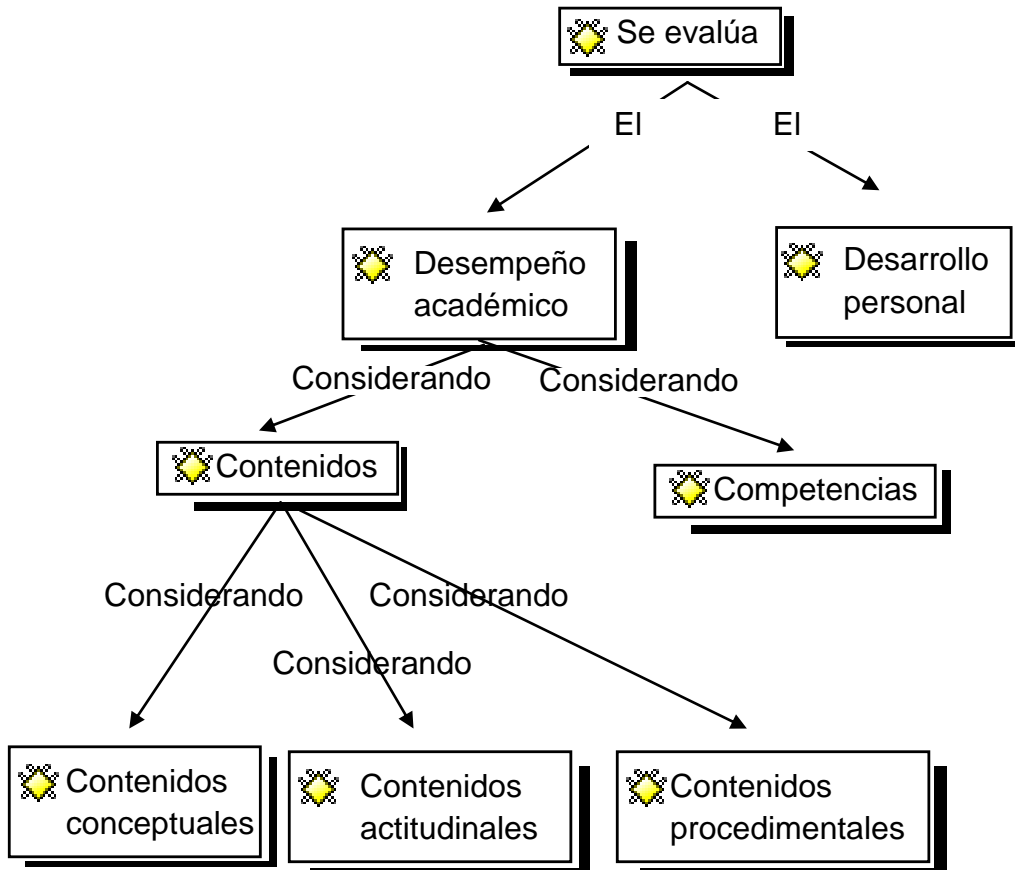 Se evalúa
El El
Desempeño
académico
Desarrollo
personal
Considerando Considerando
Contenidos
Competencias
Considerando Considerando
Considerando
Contenidos
conceptuales
Contenidos
actitudinales
Contenidos
procedimentales